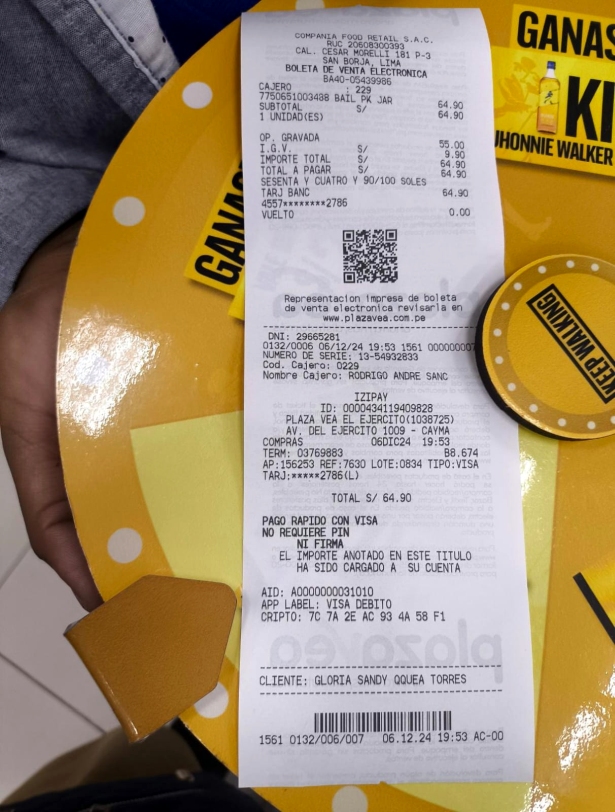 COMPANIA FOOD RETAIL S.A.C.
RUC 20608300393
CAL. CESAR MORELLI 181 P-3
SAN BORJA, LIMA
BOLETA DE VENTA ELECTRONICA
BA40-05439986
CAJERO : 229
7750651003488 BAIL PK JAR 64.90
SUBTOTAL S/ 64.90
1 UNIDAD(ES)
OP. GRAVADA S/ 55.00
I.G.V. S/ 9.90
IMPORTE TOTAL S/ 64.90
TOTAL A PAGAR S/ 64.90
SESENTA Y CUATRO Y 90/100 SOLES
TARJ BANC 64.90
4557********2786
VUELTO 0.00
Representacion impresa de boleta
de venta electronica revisarla en
www.plazavea.com.pe
DNI: 29665281
0132/0006 06/12/24 19:53 1561
NUMERO DE SERIE: 13-54932833
Cod. Cajero: 0229
Nombre Cajero: RODRIGO ANDRE SANC
IZIPAY
ID: 0000434119409828
PLAZA VEA EL EJERCITO(1038725)
AV. DEL EJERCITO 1009 - CAYMA
COMPRAS 06DIC24 19:53
TERM: 03769883 B8.674
AP:156253 REF:7630 LOTE:0834 TIPO:VISA
TARJ:*****2786(L)
TOTAL S/ 64.90
PAGO RAPIDO CON VISA
NO REQUIERE PIN
NI FIRMA
EL IMPORTE ANOTADO EN ESTE TITULO
HA SIDO CARGADO A SU CUENTA
AID: A0000000031010
APP LABEL: VISA DEBITO
CRIPTO: 7C 7A 2E AC 93 4A 58 F1
CLIENTE: GLORIA SANDY QQUEA TORRES
1561 0132/006/007 06.12.24 19:53 AC-00
GANAS
KI
JHONNIE WALKER
GANAS
KEEP WALKING